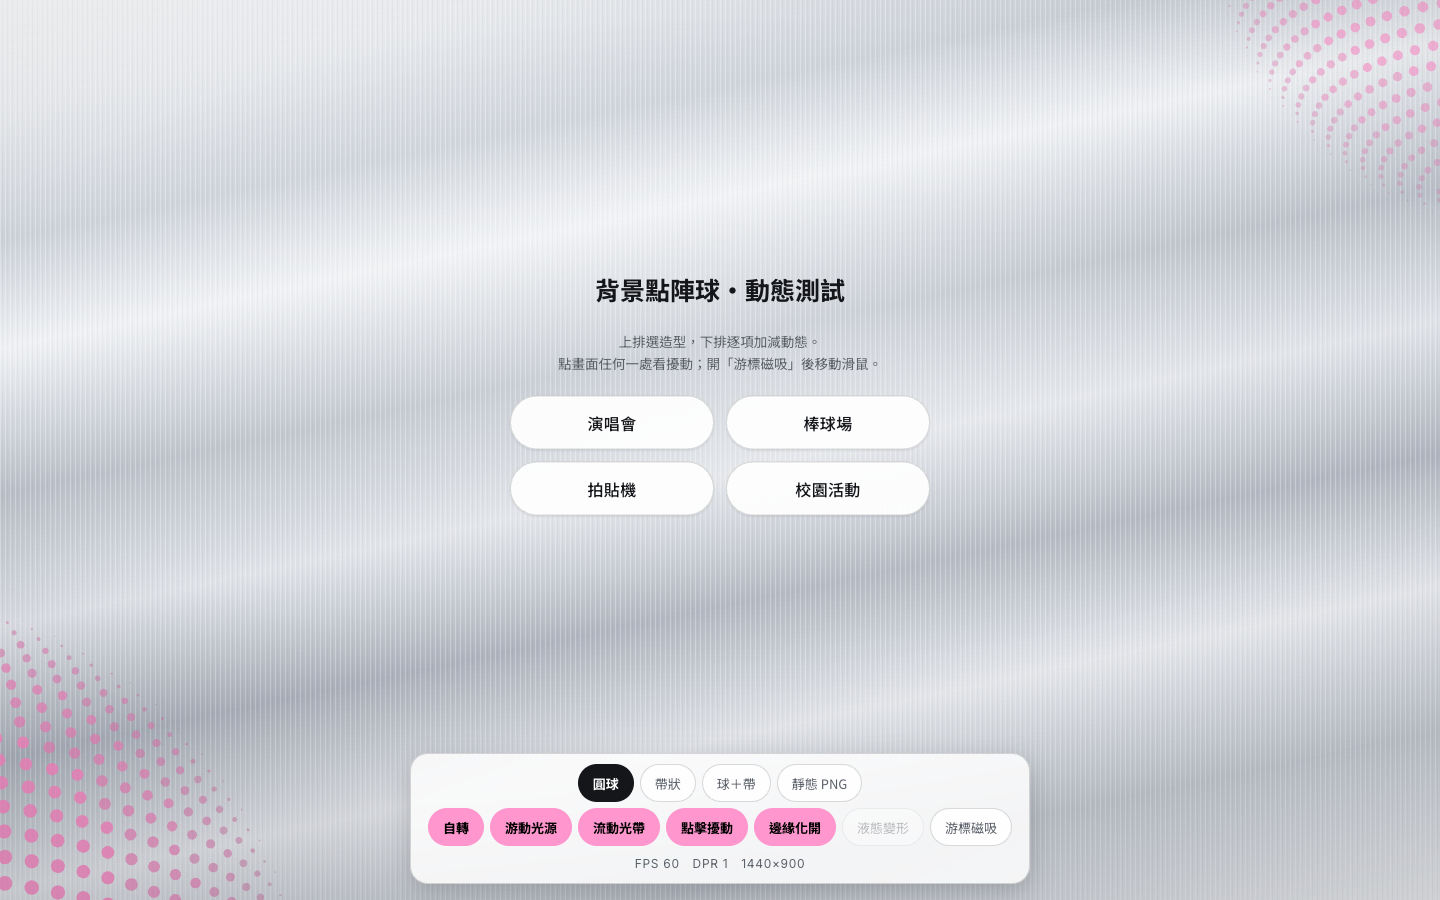 背景點陣球・動態測試
上排選造型，下排逐項加減動態。
點畫面任何一處看擾動；開「游標磁吸」後移動滑鼠。
演唱會
棒球場
拍貼機
校園活動
圓球 帶狀 球＋帶 靜態 PNG
自轉 游動光源 流動光帶 點擊擾動 邊緣化開 液態變形 游標磁吸
FPS 60 DPR 1 1440×900